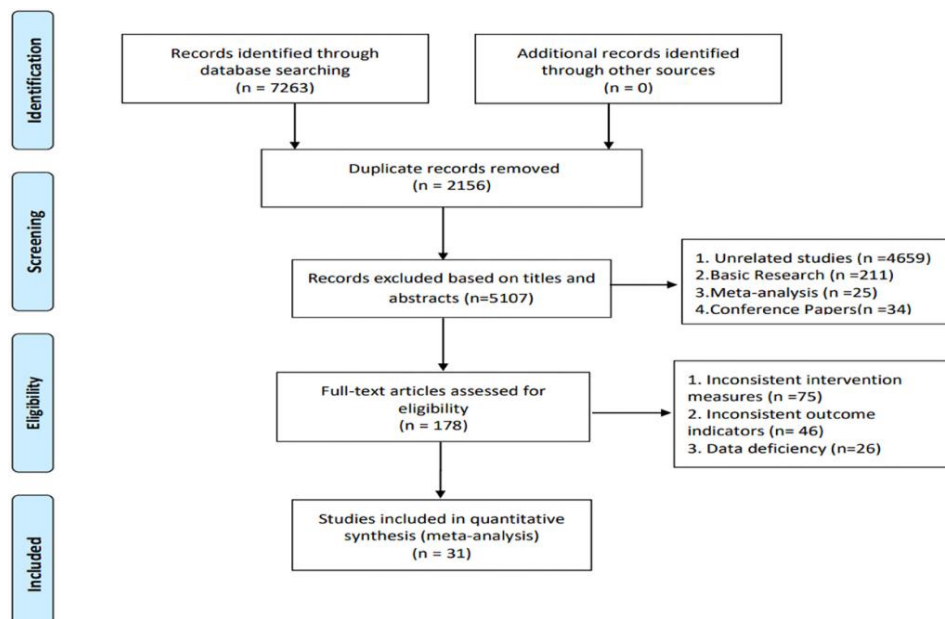 Identification
Records identified through
database searching
(n = 7263)
Additional records identified
through other sources
(n = 0)
Duplicate records removed
(n = 2156)
Screening
Records excluded based on titles and
abstracts (n=5107)
1. Unrelated studies (n =4659)
2.Basic Research (n =211)
3.Meta-analysis (n =25)
4.Conference Papers(n =34)
Eligibility
Full-text articles assessed for
eligibility
(n = 178)
1. Inconsistent intervention
measures (n =75)
2. Inconsistent outcome
indicators (n= 46)
3. Data deficiency (n=26)
Included
Studies included in quantitative
synthesis (meta-analysis)
(n = 31)